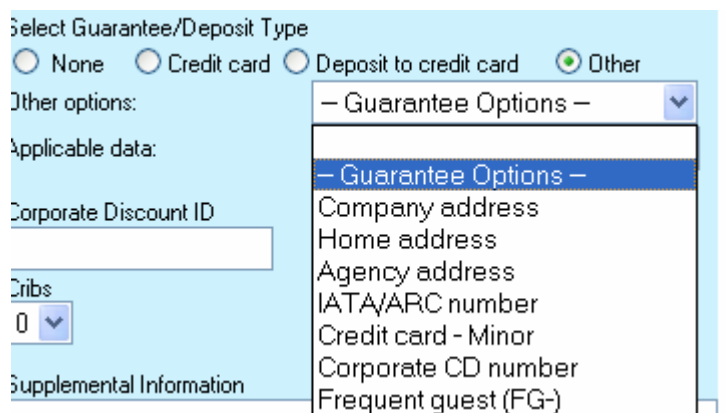 Select Guarantee/Deposit Type
None Credit card Deposit to credit card Other
Other options: – Guarantee Options –
Applicable data:
– Guarantee Options –
Company address
Corporate Discount ID
Home address
Agency address
Cribs
IATA/ARC number
0
Credit card - Minor
Corporate CD number
Supplemental Information
Frequent guest (FG-)